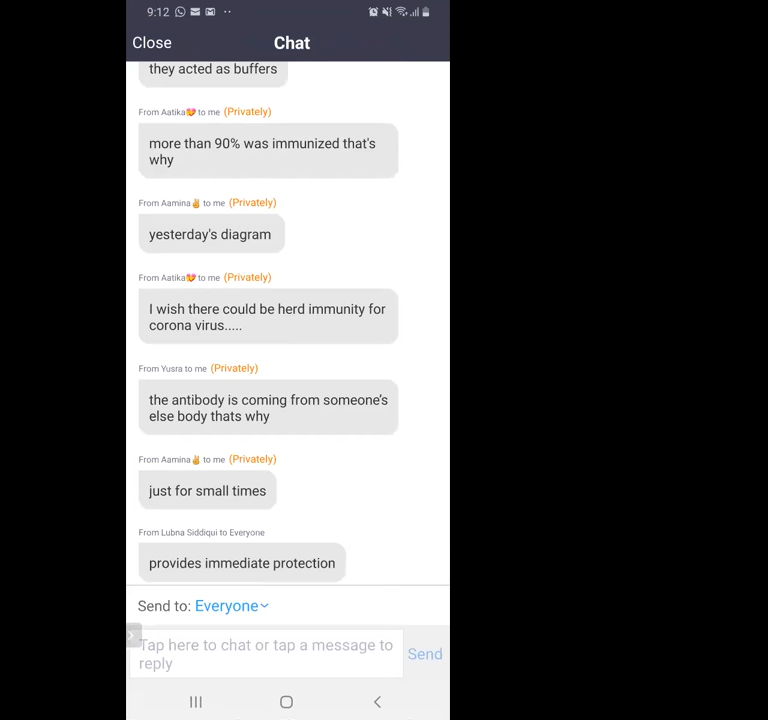 9:12
Close
Chat
they acted as buffers
From Aatika💝 to me (Privately)
more than 90% was immunized that's
why
From Aamina✌️ to me (Privately)
yesterday's diagram
From Aatika💝 to me (Privately)
I wish there could be herd immunity for
corona virus.....
From Yusra to me (Privately)
the antibody is coming from someone's
else body thats why
From Aamina✌️ to me (Privately)
just for small times
From Lubna Siddiqui to Everyone
provides immediate protection
Send to: Everyone
Tap here to chat or tap a message to
reply
Send